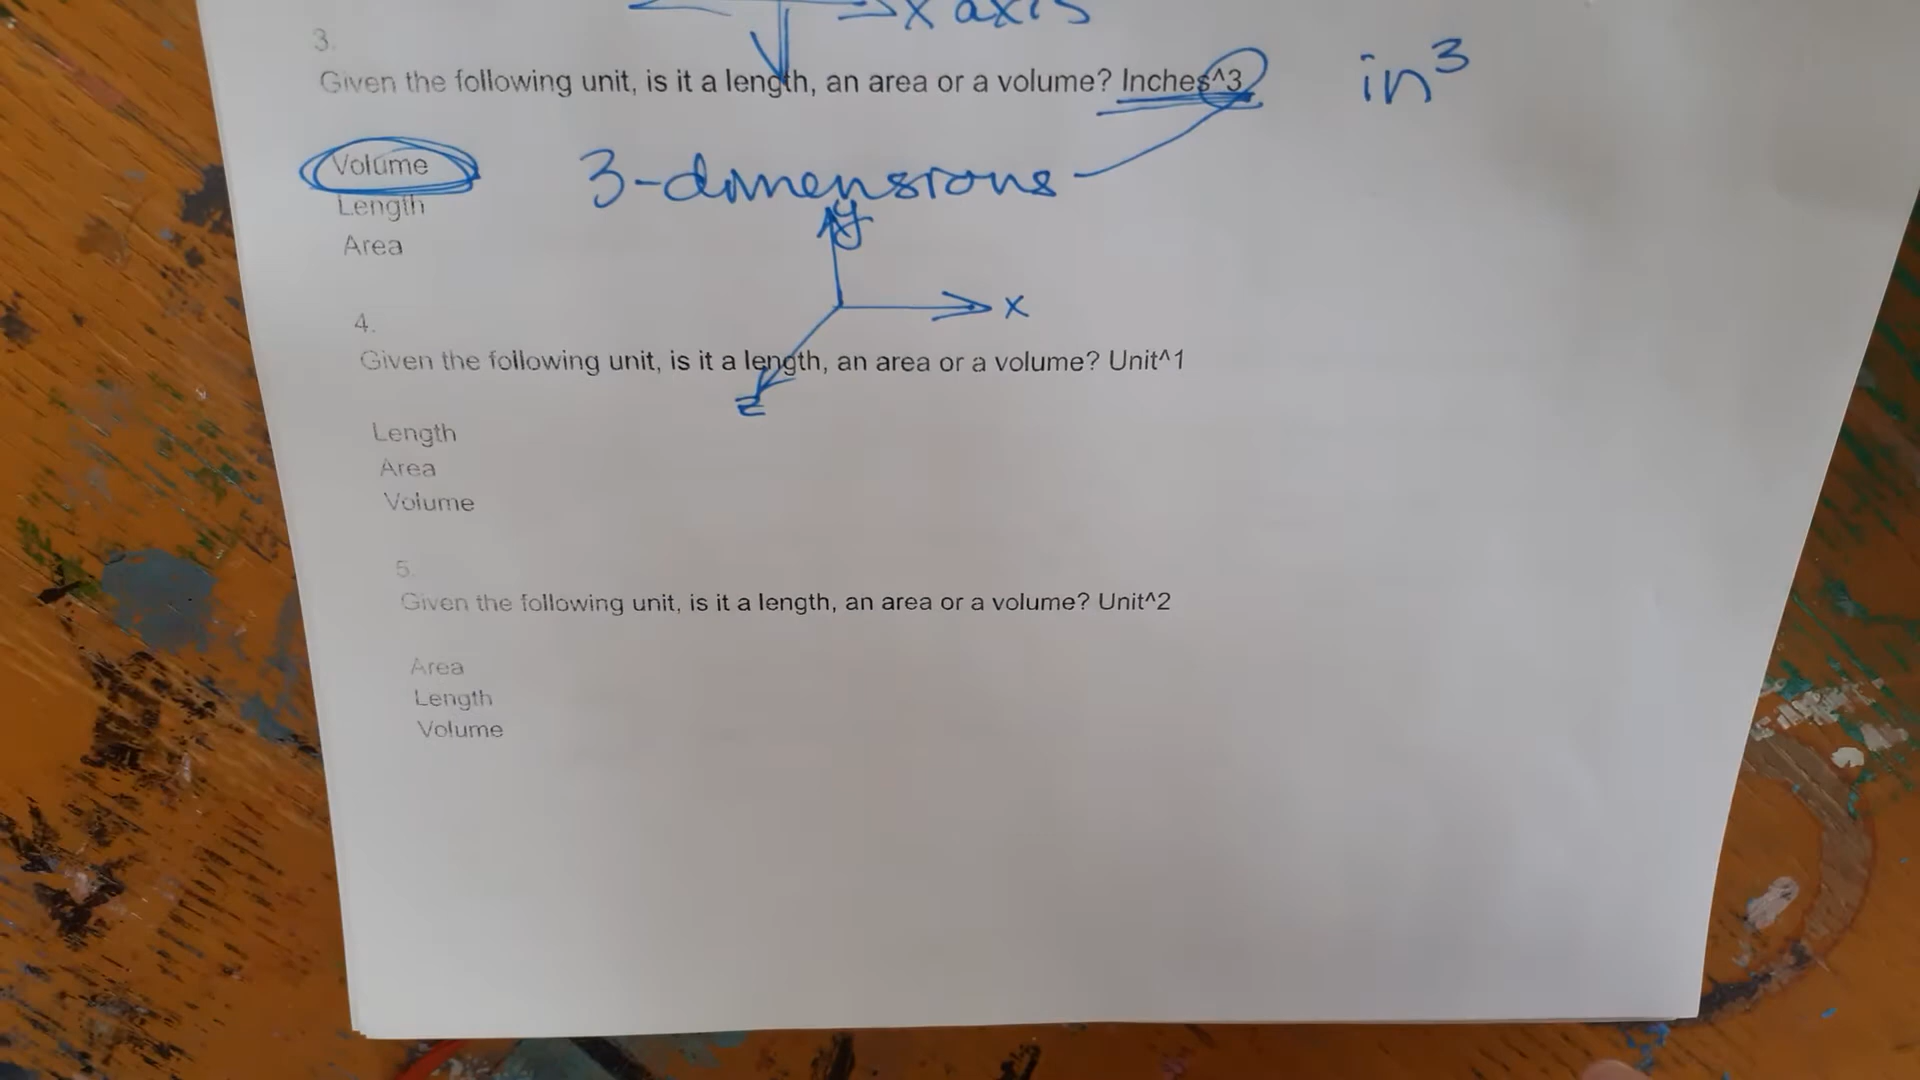 x axis
3.
Given the following unit, is it a length, an area or a volume? Inches^3
in³
Volume
3-dimensions
Length
y
Area
x
4.
Given the following unit, is it a length, an area or a volume? Unit^1
z
Length
Area
Volume
5.
Given the following unit, is it a length, an area or a volume? Unit^2
Area
Length
Volume